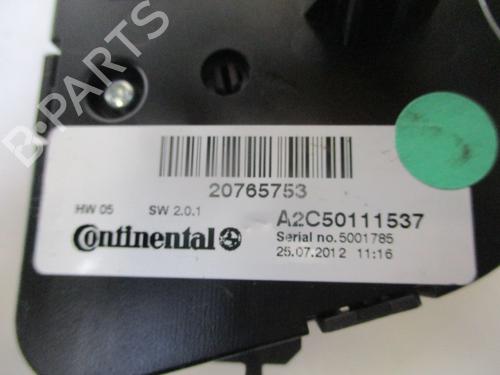 B-PARTS
20765753
HW 05 SW 2.0.1 A2C50111537
Continental Serial no.5001785
25.07.2012 11:16